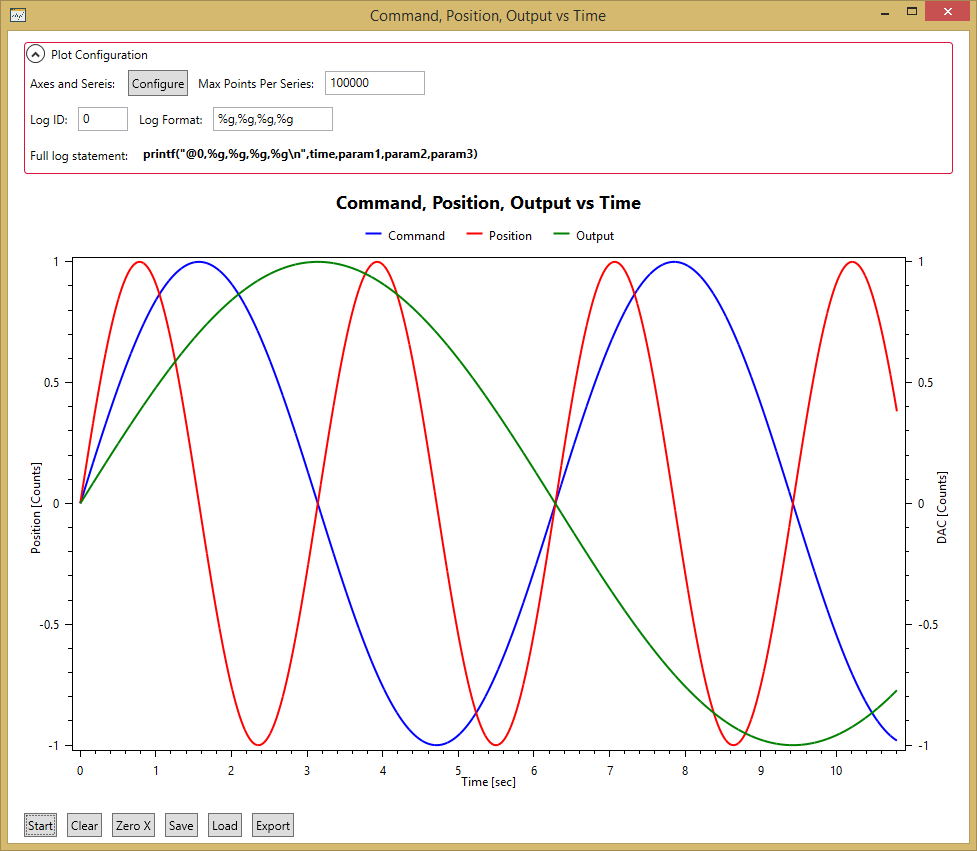 Command, Position, Output vs Time
Plot Configuration
Axes and Sereis: Configure Max Points Per Series: 100000
Log ID: 0 Log Format: %g,%g,%g,%g
Full log statement: printf("@0,%g,%g,%g,%g\n",time,param1,param2,param3)
Command, Position, Output vs Time
Command Position Output
1 1
0.5 0.5
Position [Counts]
0 0
DAC [Counts]
-0.5 -0.5
-1 -1
0 1 2 3 4 5 6 7 8 9 10
Time [sec]
Start Clear Zero X Save Load Export